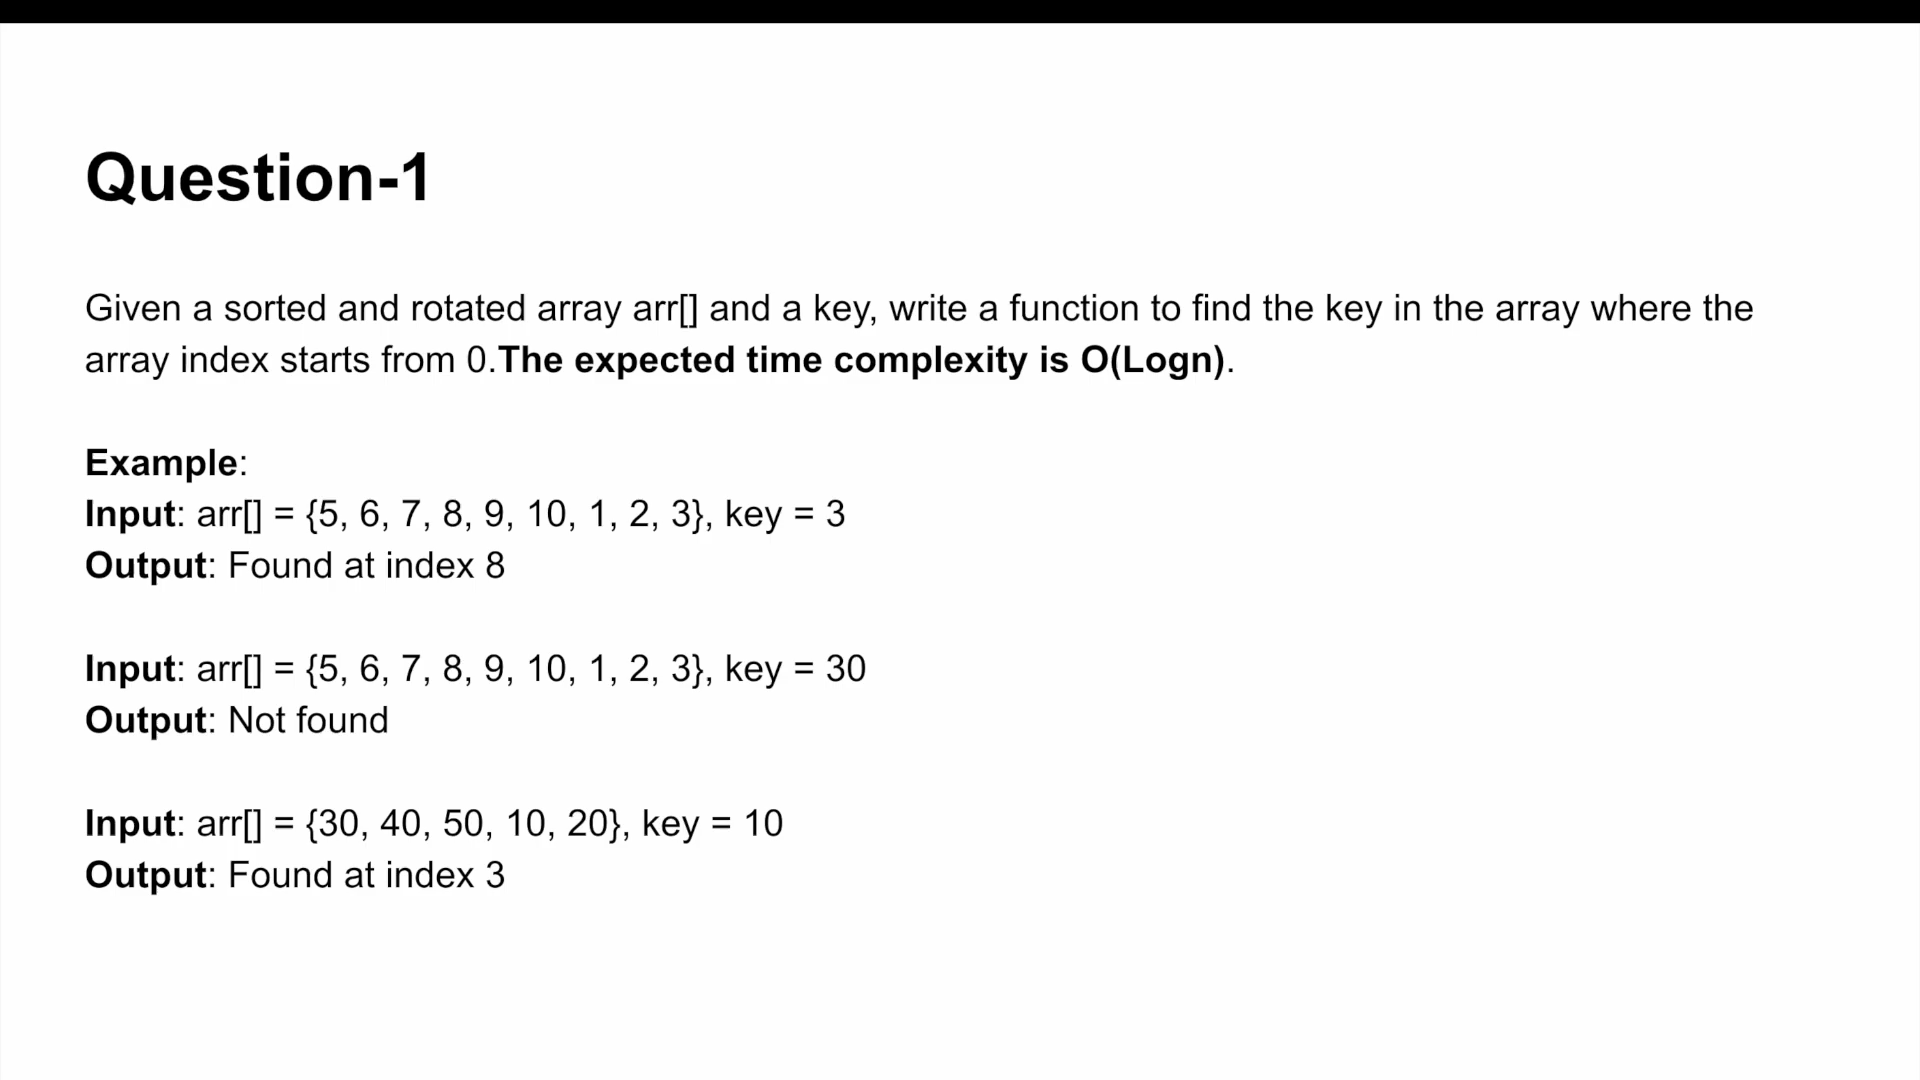 Question-1
Given a sorted and rotated array arr[] and a key, write a function to find the key in the array where the
array index starts from 0.The expected time complexity is O(Logn).
Example:
Input: arr[] = {5, 6, 7, 8, 9, 10, 1, 2, 3}, key = 3
Output: Found at index 8
Input: arr[] = {5, 6, 7, 8, 9, 10, 1, 2, 3}, key = 30
Output: Not found
Input: arr[] = {30, 40, 50, 10, 20}, key = 10
Output: Found at index 3